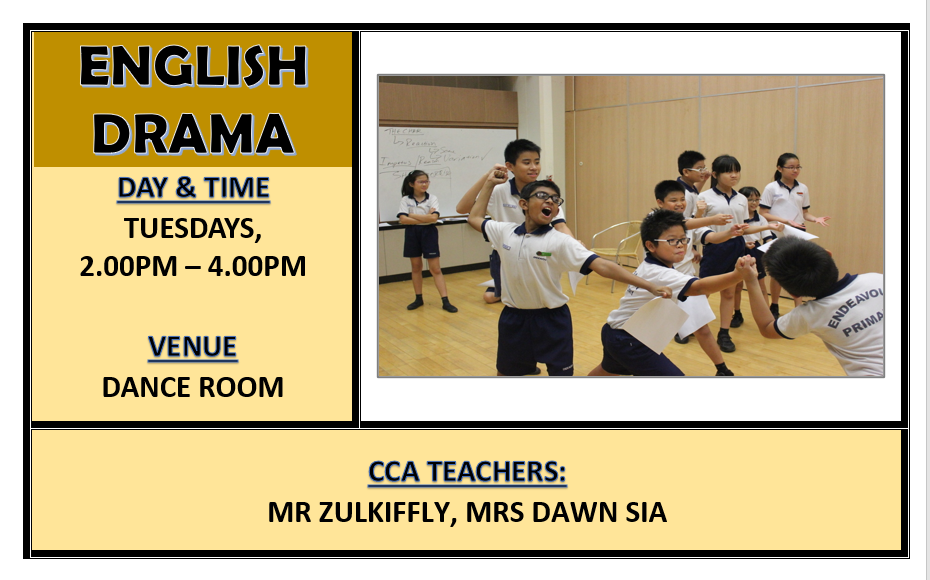 ENGLISH
DRAMA
DAY & TIME
TUESDAYS,
2.00PM – 4.00PM
VENUE
DANCE ROOM
ENDEAVOU
PRIMA
CCA TEACHERS:
MR ZULKIFFLY, MRS DAWN SIA